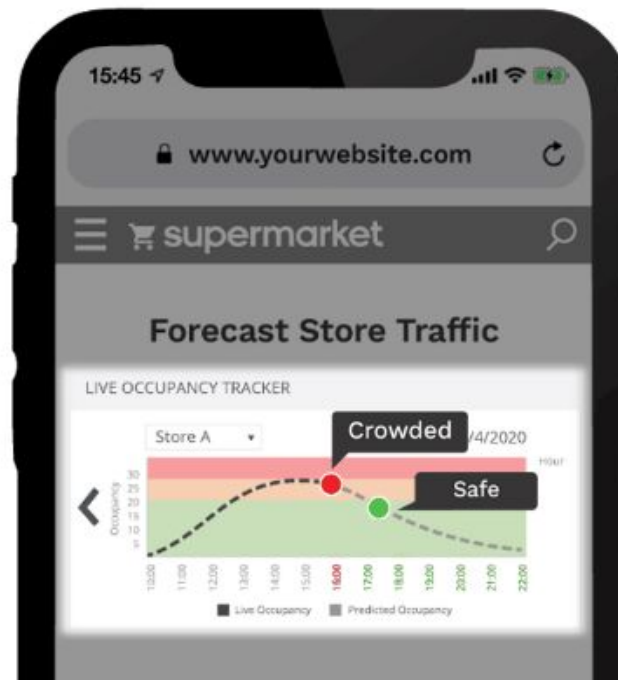 15:45
www.yourwebsite.com
supermarket
Forecast Store Traffic
LIVE OCCUPANCY TRACKER
Store A
/4/2020
Crowded
Hour
Safe
Occupancy
30
25
20
15
10
5
10:00 11:00 12:00 13:00 14:00 15:00 16:00 17:00 18:00 19:00 20:00 21:00 22:00
Live Occupancy Predicted Occupancy